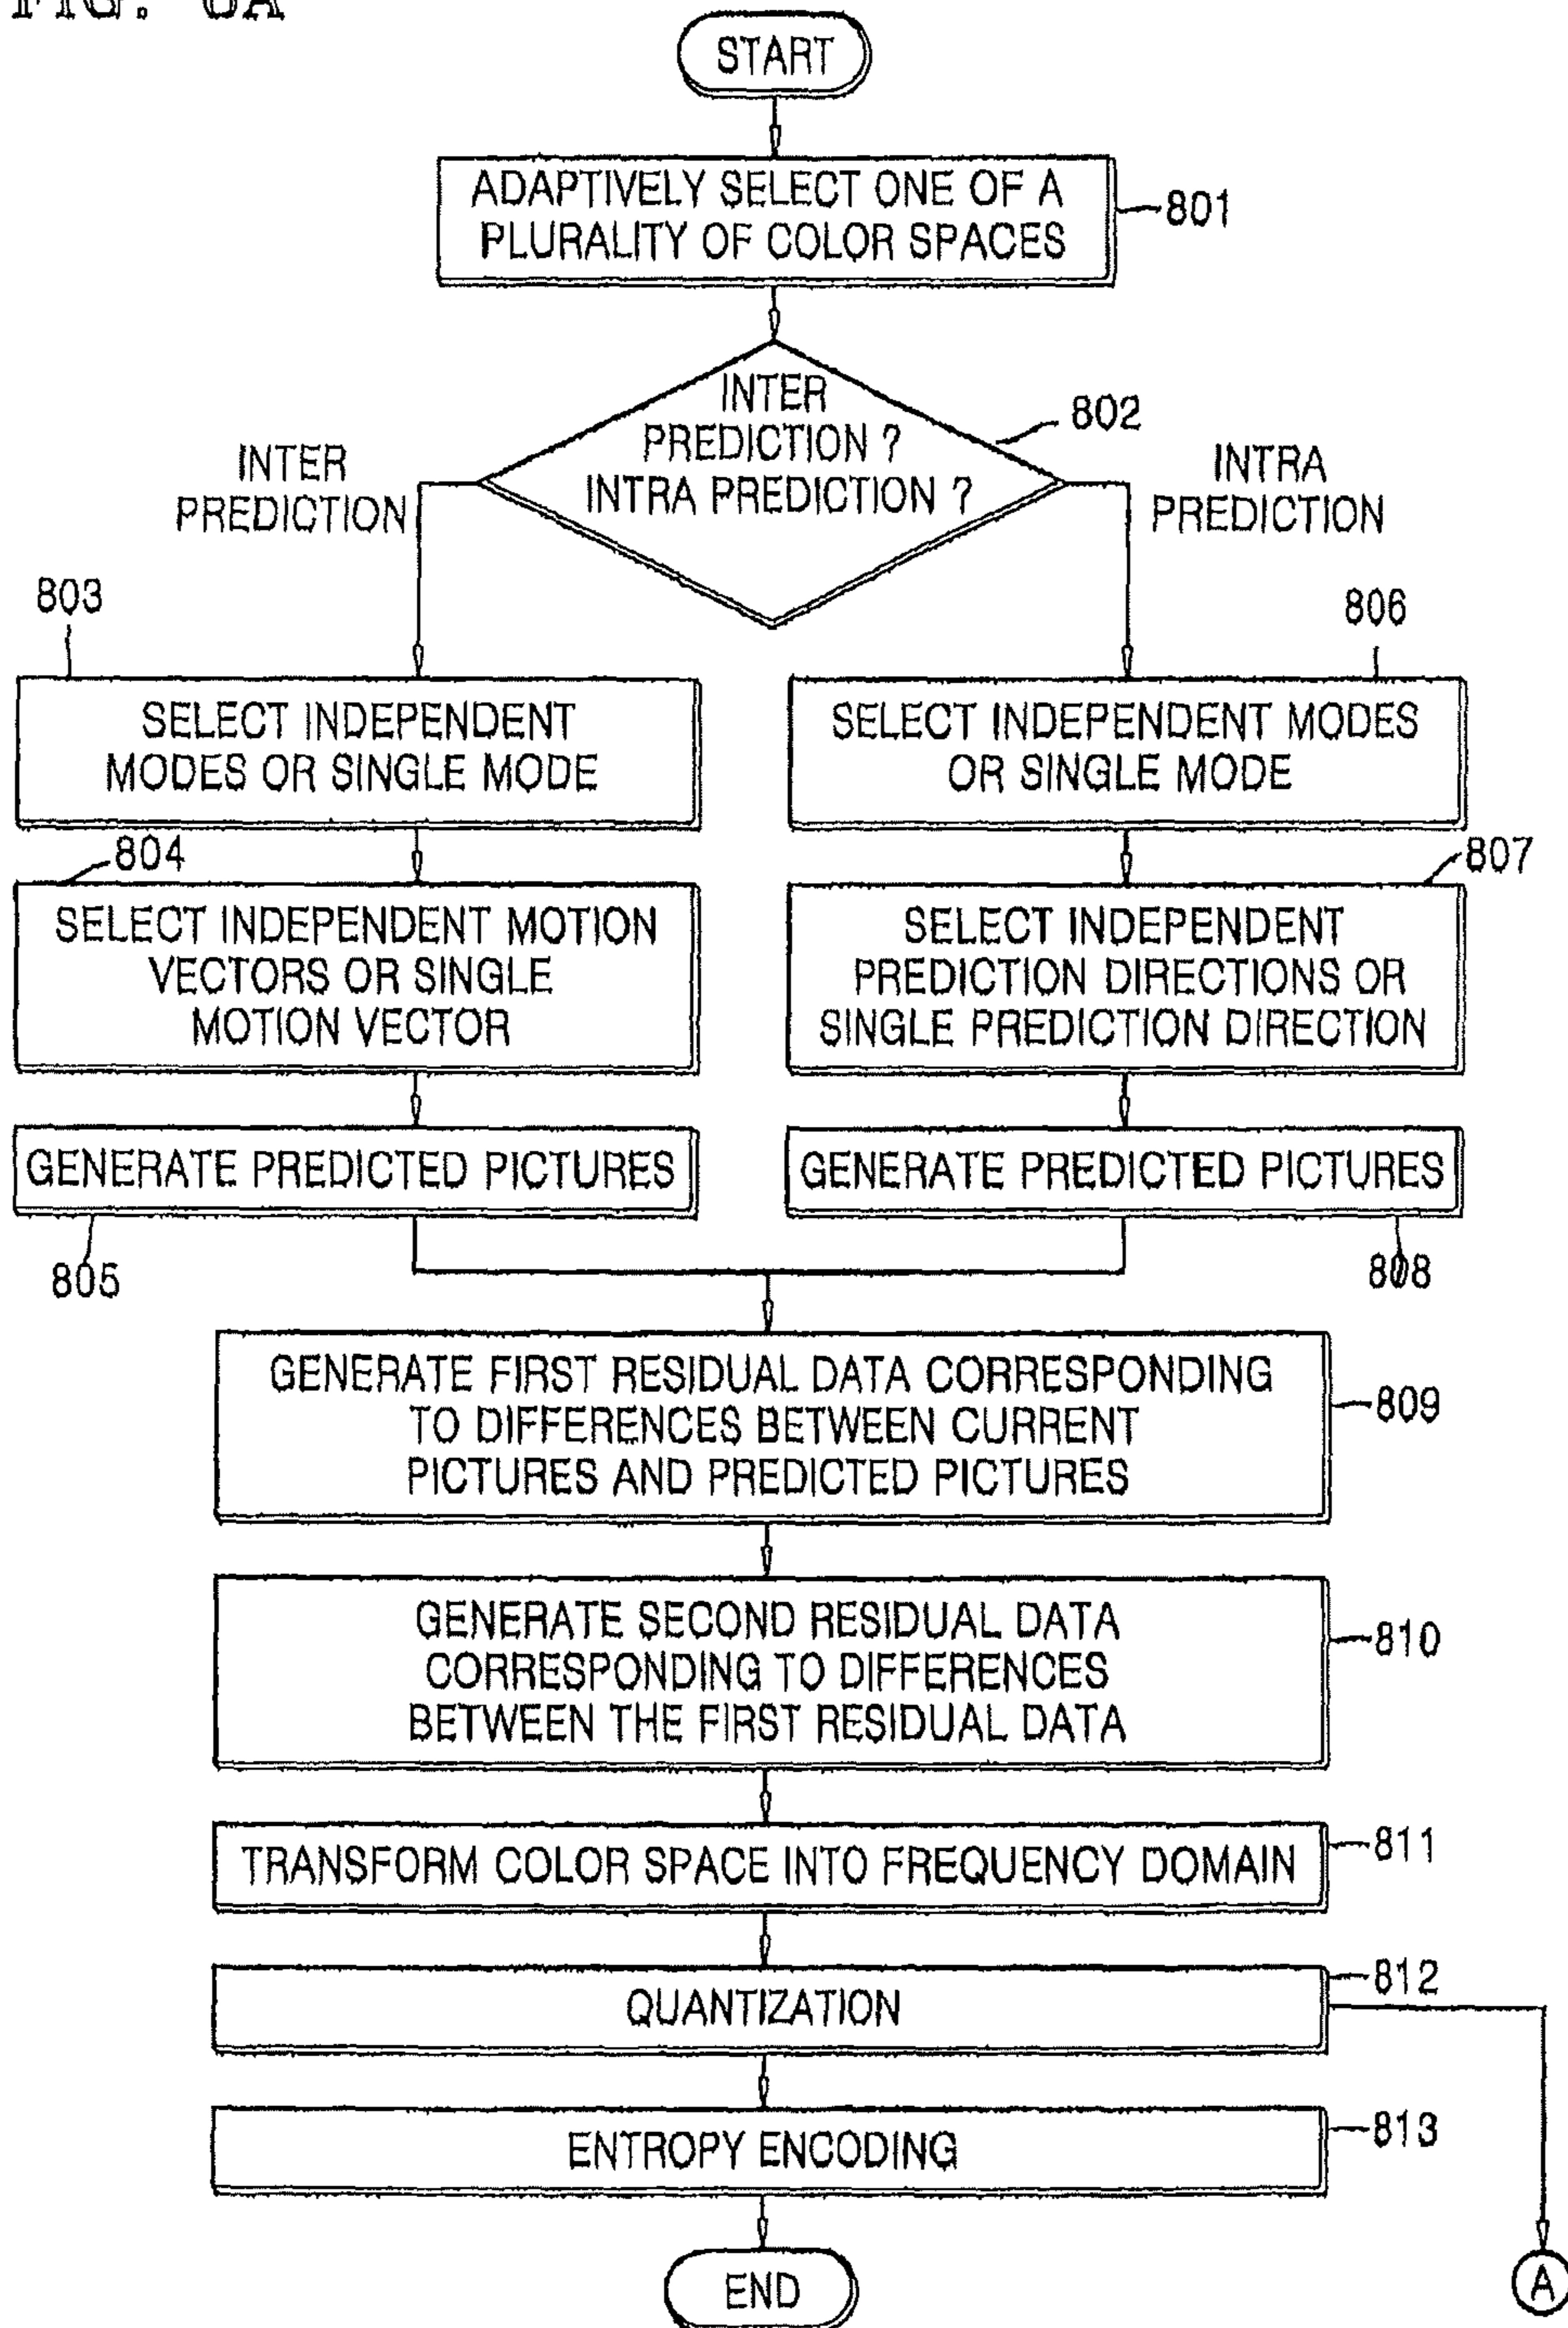 FIG. 8A
START
ADAPTIVELY SELECT ONE OF A
PLURALITY OF COLOR SPACES
801
INTER
PREDICTION ?
INTRA PREDICTION ?
802
INTER
PREDICTION
INTRA
PREDICTION
803
SELECT INDEPENDENT
MODES OR SINGLE MODE
806
SELECT INDEPENDENT MODES
OR SINGLE MODE
804
SELECT INDEPENDENT MOTION
VECTORS OR SINGLE
MOTION VECTOR
807
SELECT INDEPENDENT
PREDICTION DIRECTIONS OR
SINGLE PREDICTION DIRECTION
GENERATE PREDICTED PICTURES
805
GENERATE PREDICTED PICTURES
808
GENERATE FIRST RESIDUAL DATA CORRESPONDING
TO DIFFERENCES BETWEEN CURRENT
PICTURES AND PREDICTED PICTURES
809
GENERATE SECOND RESIDUAL DATA
CORRESPONDING TO DIFFERENCES
BETWEEN THE FIRST RESIDUAL DATA
810
TRANSFORM COLOR SPACE INTO FREQUENCY DOMAIN
811
QUANTIZATION
812
ENTROPY ENCODING
813
END
A